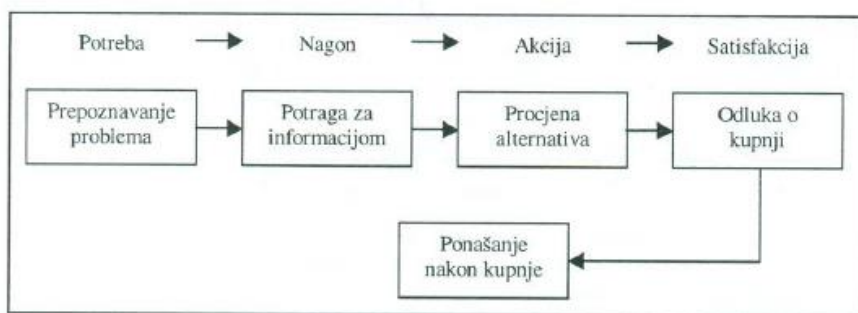 Potreba Nagon Akcija Satisfakcija
Prepoznavanje
problema
Potraga za
informacijom
Procjena
alternativa
Odluka o
kupnji
Ponašanje
nakon kupnje